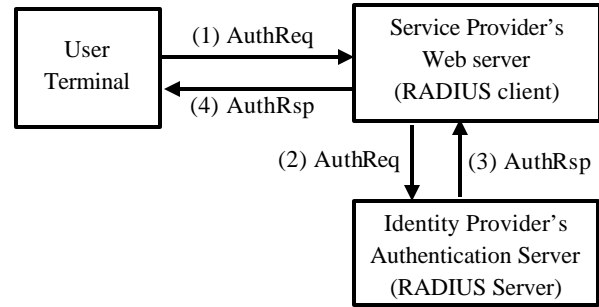 User
Terminal
(1) AuthReq
(4) AuthRsp
Service Provider's
Web server
(RADIUS client)
(2) AuthReq
(3) AuthRsp
Identity Provider's
Authentication Server
(RADIUS Server)